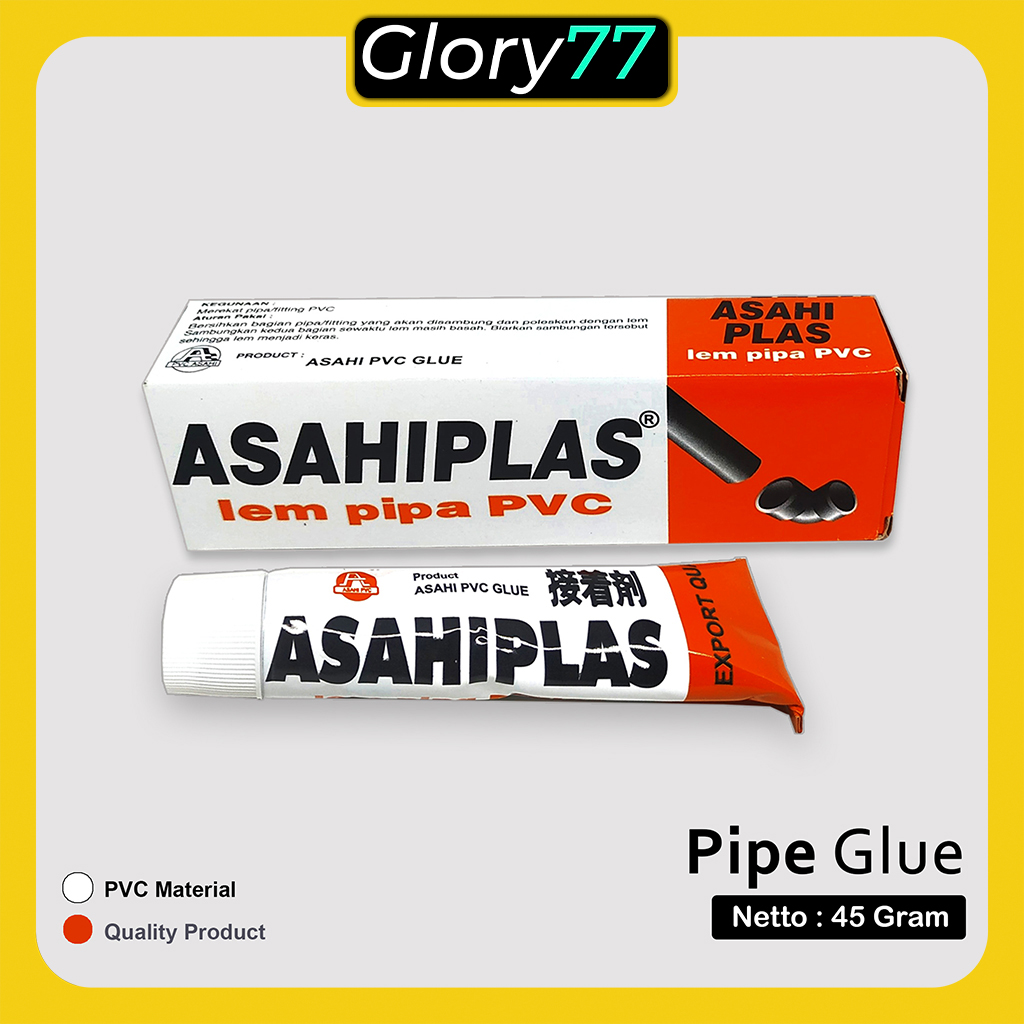 Glory77
KEGUNAAN :
Merekat pipa/fitting PVC
Aturan Pakai :
Bersihkan bagian pipa/fitting yang akan disambung dan poleskan dengan lem
Sambungkan kedua bagian sewaktu lem masih basah. Biarkan sambungan tersebut
sehingga lem menjadi keras.
PVC ASAHI
PRODUCT : ASAHI PVC GLUE
ASAHIPLAS®
lem pipa PVC
ASAHI
PLAS
lem pipa PVC
ASAHI PVC
Product
ASAHI PVC GLUE
接着剤
ASAHIPLAS
EXPORT QU
Pipe Glue
Netto : 45 Gram
PVC Material
Quality Product